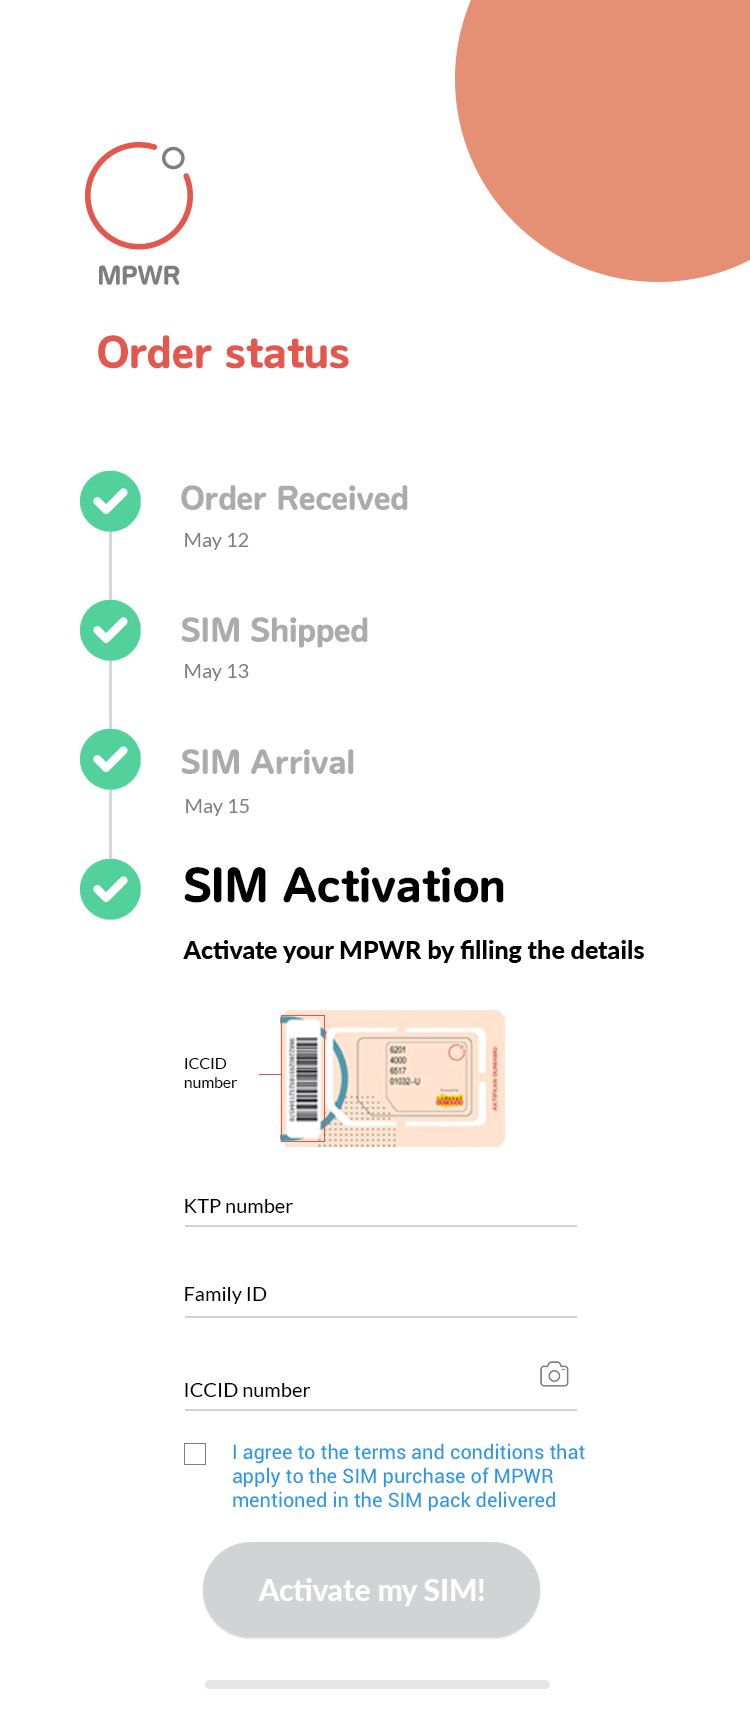 MPWR
Order status
Order Received
May 12
SIM Shipped
May 13
SIM Arrival
May 15
SIM Activation
Activate your MPWR by filling the details
ICCID
number
6201
4000
6517
01032--U
AKTIFKAN DUNIAMU
KTP number
Family ID
ICCID number
I agree to the terms and conditions that
apply to the SIM purchase of MPWR
mentioned in the SIM pack delivered
Activate my SIM!